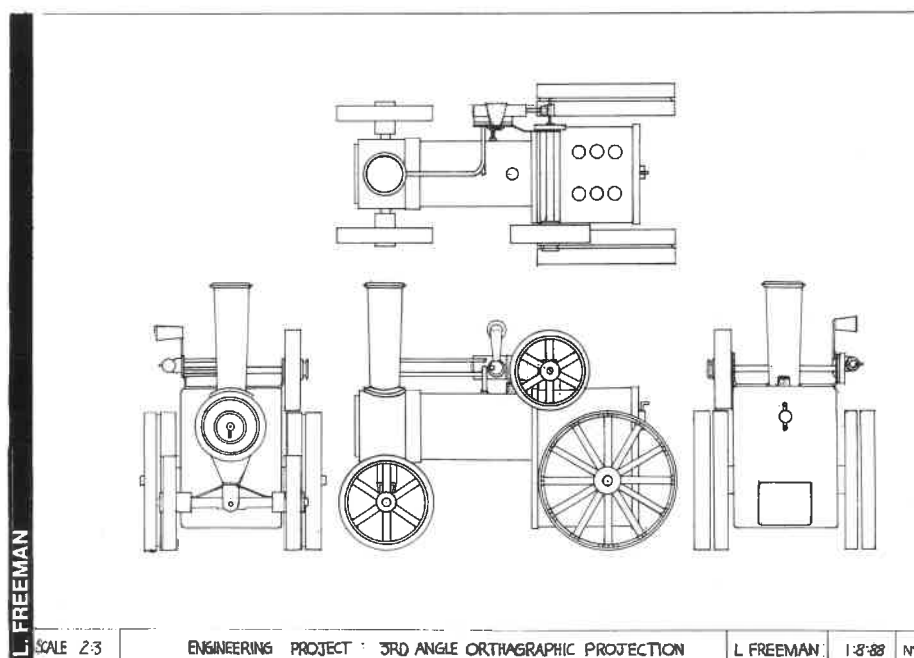 L. FREEMAN
SCALE 2:3
ENGINEERING PROJECT : 3RD ANGLE ORTHAGRAPHIC PROJECTION
L FREEMAN
1·8·88